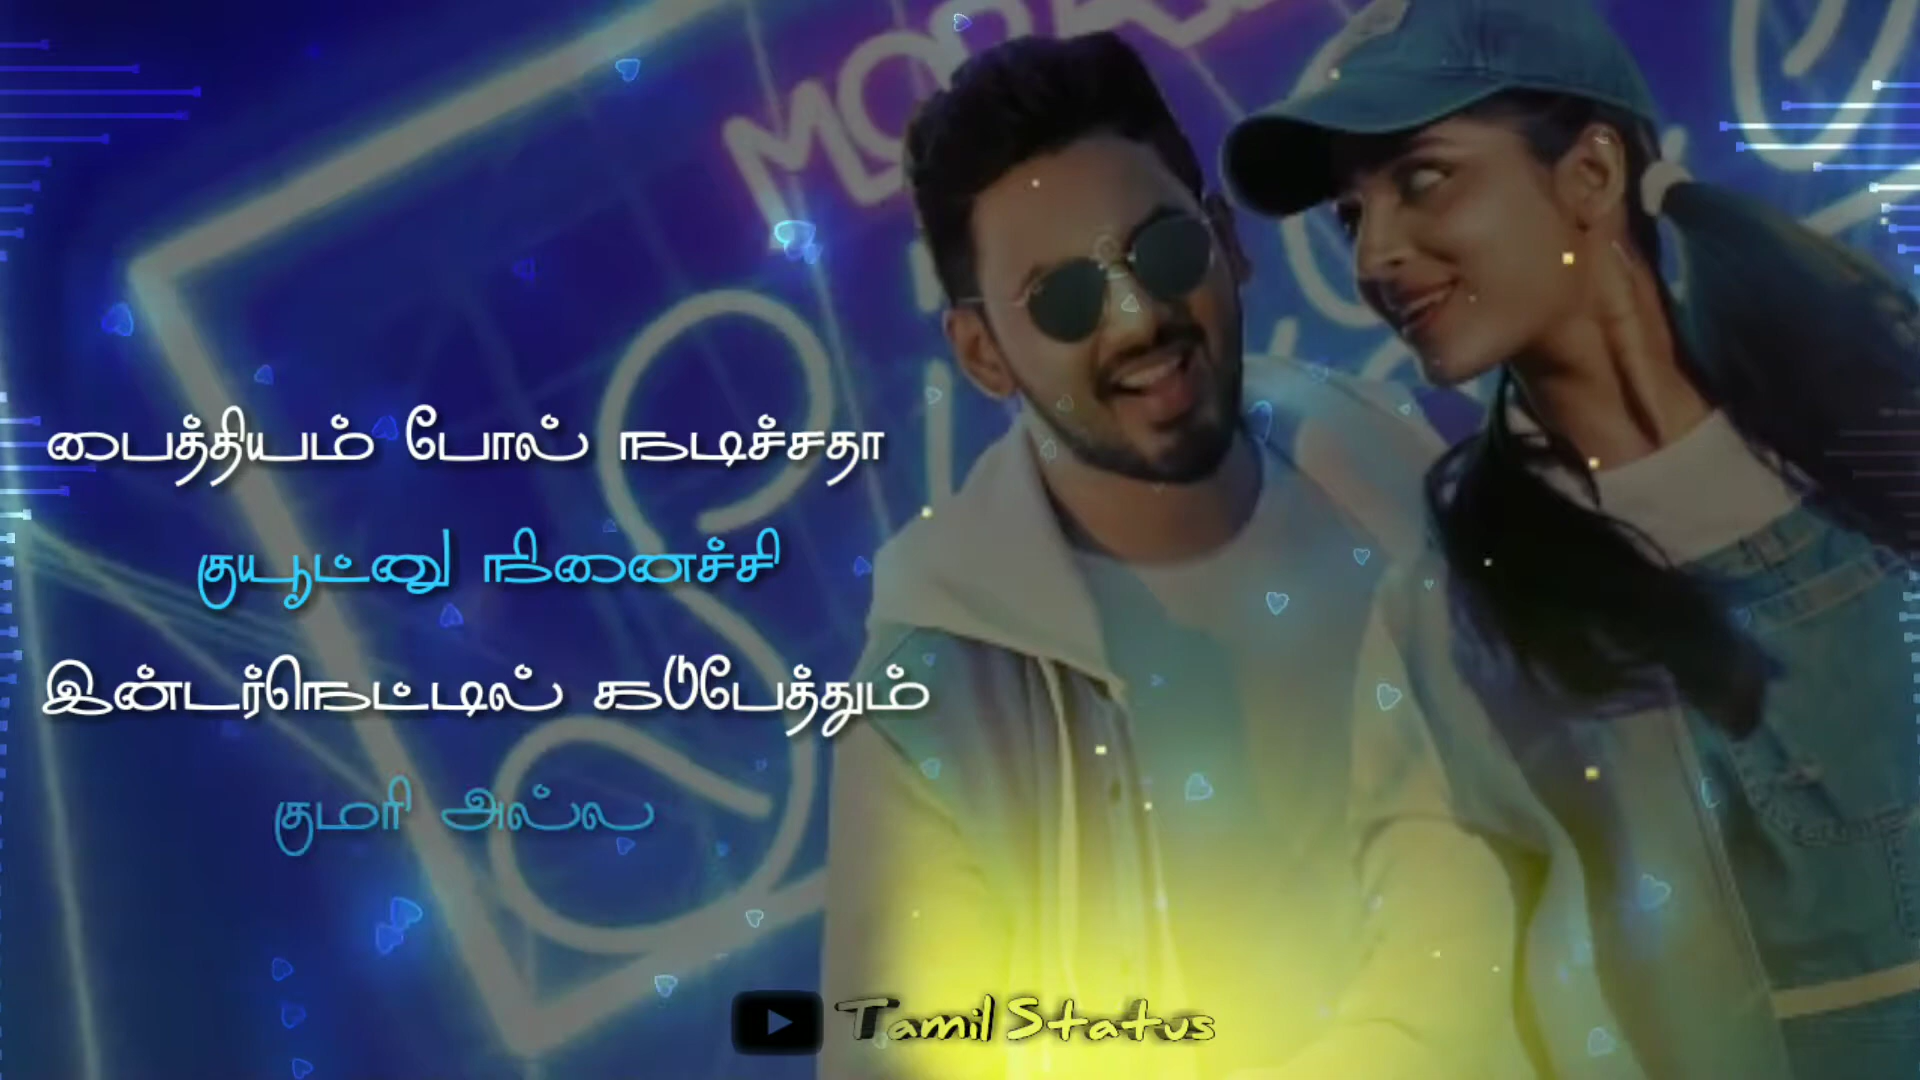 பைத்தியம் போல் நடிச்சதா
குயூட்னு நினைச்சி
இன்டர்நெட்டில் கடுபேத்தும்
குமரி அல்ல
Tamil Status